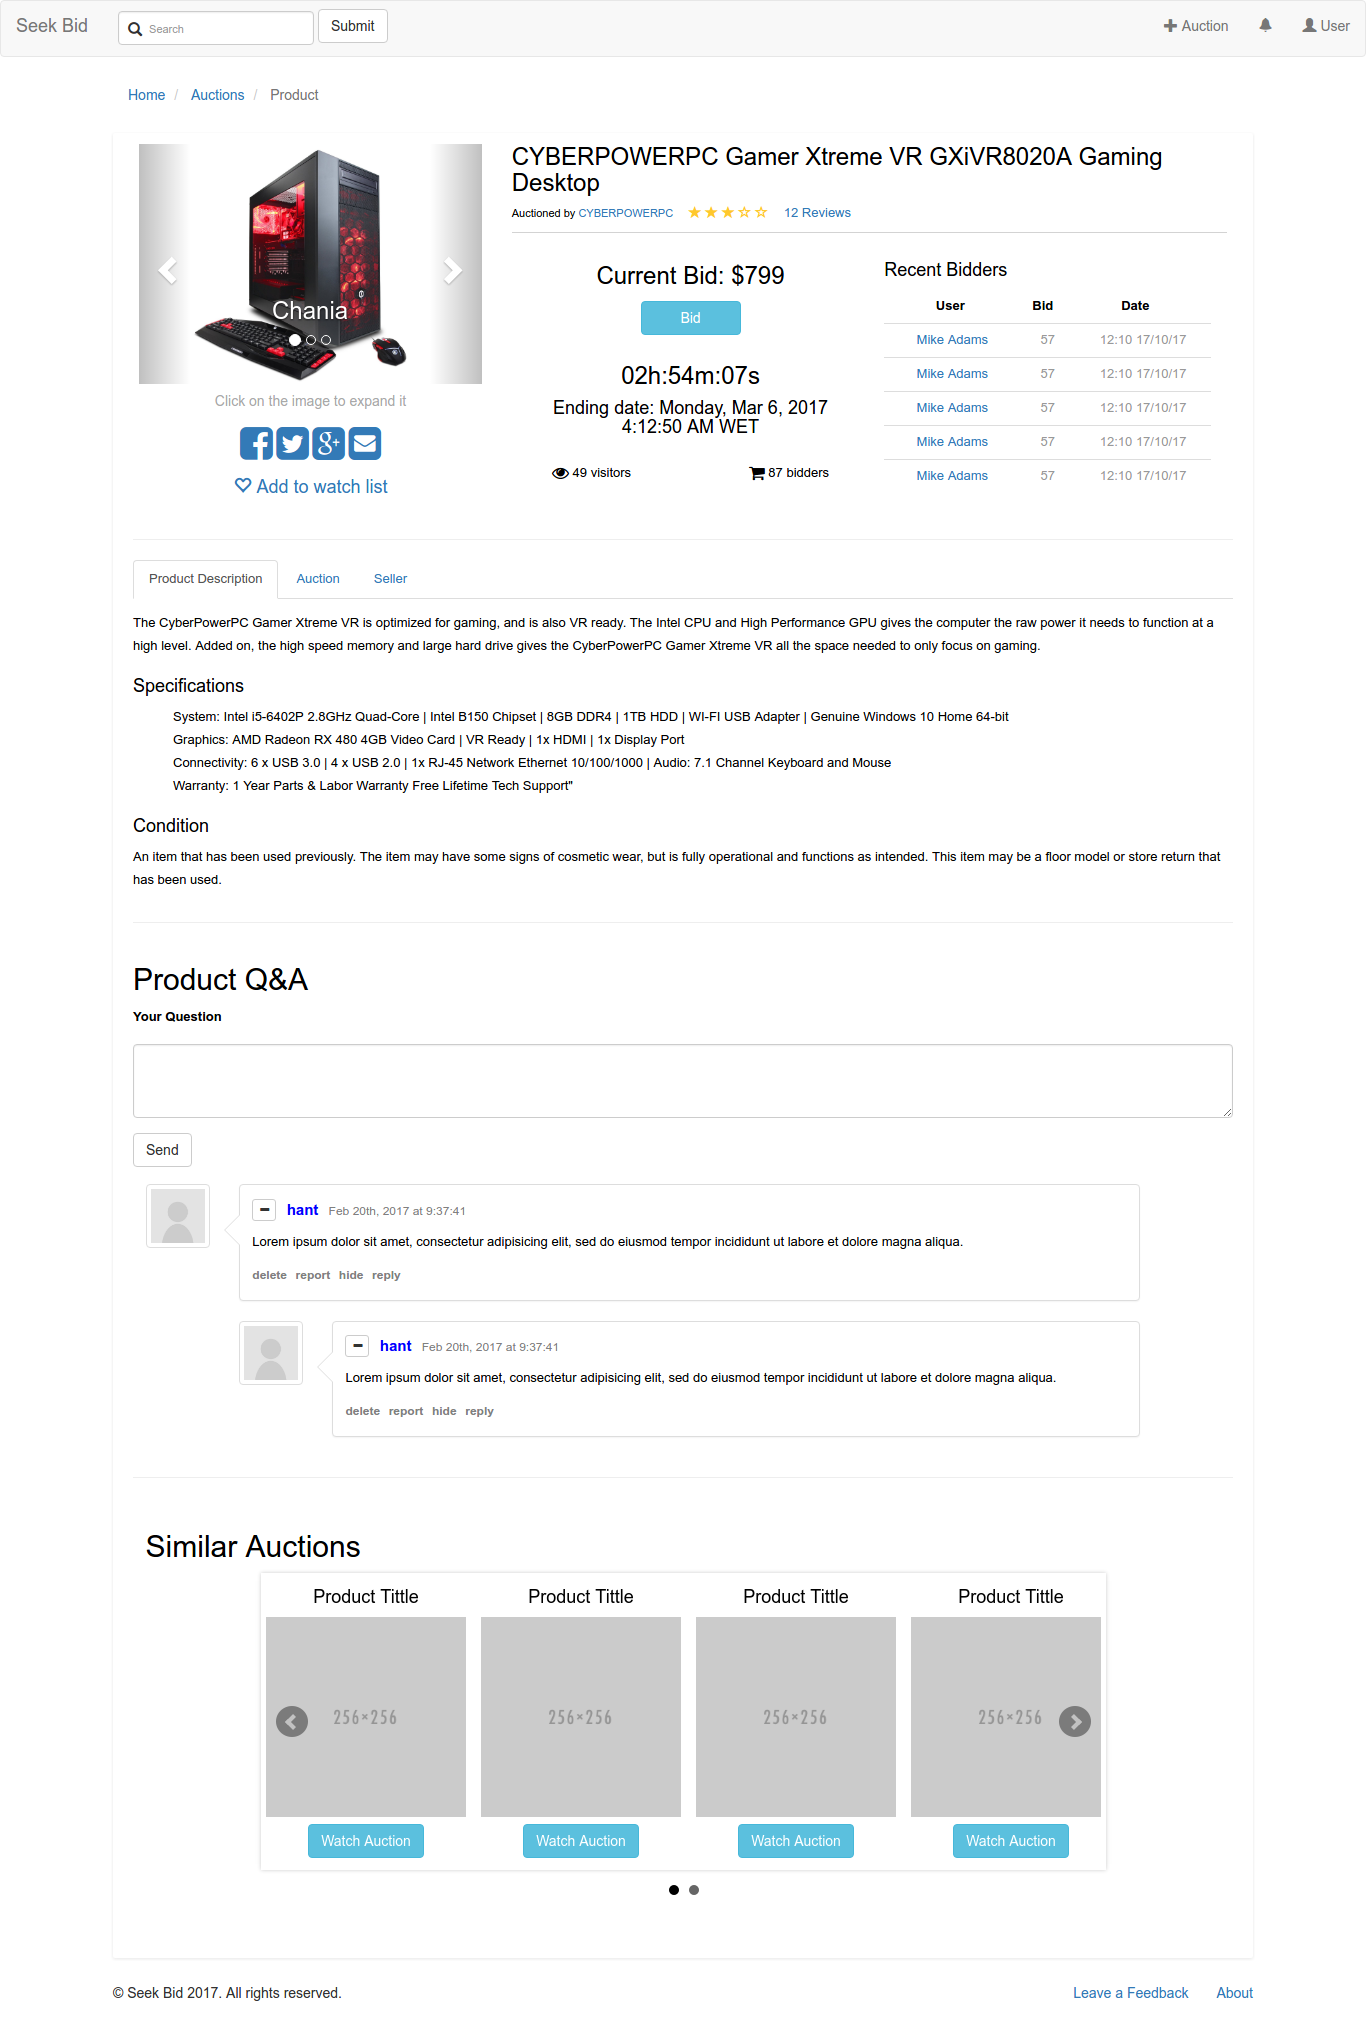 Seek Bid
Search
Submit
Auction
User
Home / Auctions / Product
Chania
Click on the image to expand it
Add to watch list
CYBERPOWERPC Gamer Xtreme VR GXiVR8020A Gaming
Desktop
Auctioned by CYBERPOWERPC ★★★☆☆ 12 Reviews
Current Bid: $799
Bid
02h:54m:07s
Ending date: Monday, Mar 6, 2017
4:12:50 AM WET
49 visitors
87 bidders
Recent Bidders
User Bid Date
Mike Adams 57 12:10 17/10/17
Mike Adams 57 12:10 17/10/17
Mike Adams 57 12:10 17/10/17
Mike Adams 57 12:10 17/10/17
Mike Adams 57 12:10 17/10/17
Product Description
Auction
Seller
The CyberPowerPC Gamer Xtreme VR is optimized for gaming, and is also VR ready. The Intel CPU and High Performance GPU gives the computer the raw power it needs to function at a
high level. Added on, the high speed memory and large hard drive gives the CyberPowerPC Gamer Xtreme VR all the space needed to only focus on gaming.
Specifications
System: Intel i5-6402P 2.8GHz Quad-Core | Intel B150 Chipset | 8GB DDR4 | 1TB HDD | WI-FI USB Adapter | Genuine Windows 10 Home 64-bit
Graphics: AMD Radeon RX 480 4GB Video Card | VR Ready | 1x HDMI | 1x Display Port
Connectivity: 6 x USB 3.0 | 4 x USB 2.0 | 1x RJ-45 Network Ethernet 10/100/1000 | Audio: 7.1 Channel Keyboard and Mouse
Warranty: 1 Year Parts & Labor Warranty Free Lifetime Tech Support"
Condition
An item that has been used previously. The item may have some signs of cosmetic wear, but is fully operational and functions as intended. This item may be a floor model or store return that
has been used.
Product Q&A
Your Question
Send
hant Feb 20th, 2017 at 9:37:41
Lorem ipsum dolor sit amet, consectetur adipisicing elit, sed do eiusmod tempor incididunt ut labore et dolore magna aliqua.
delete report hide reply
hant Feb 20th, 2017 at 9:37:41
Lorem ipsum dolor sit amet, consectetur adipisicing elit, sed do eiusmod tempor incididunt ut labore et dolore magna aliqua.
delete report hide reply
Similar Auctions
Product Tittle Product Tittle Product Tittle Product Tittle
256×256 256×256 256×256 256×256
Watch Auction Watch Auction Watch Auction Watch Auction
© Seek Bid 2017. All rights reserved.
Leave a Feedback
About